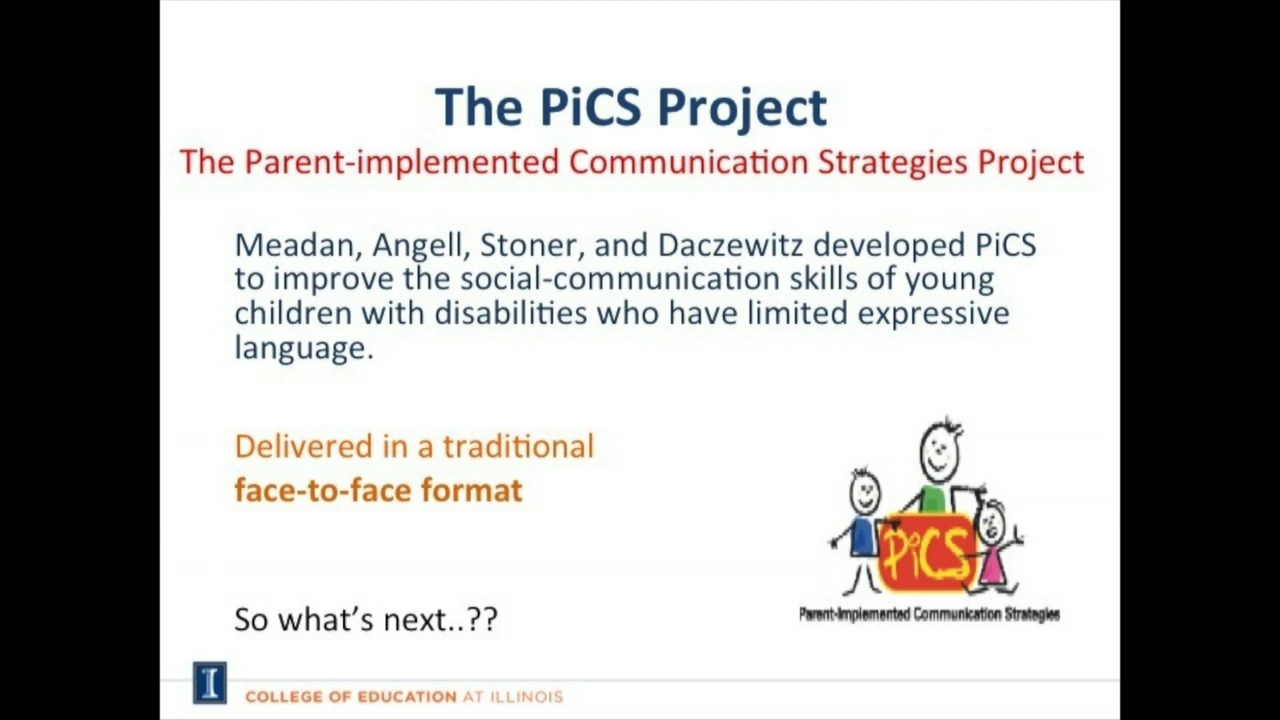 The PiCS Project
The Parent-implemented Communication Strategies Project
Meadan, Angell, Stoner, and Daczewitz developed PiCS
to improve the social-communication skills of young
children with disabilities who have limited expressive
language.
Delivered in a traditional
face-to-face format
PiCS
Parent-Implemented Communication Strategies
So what's next..??
I
COLLEGE OF EDUCATION AT ILLINOIS